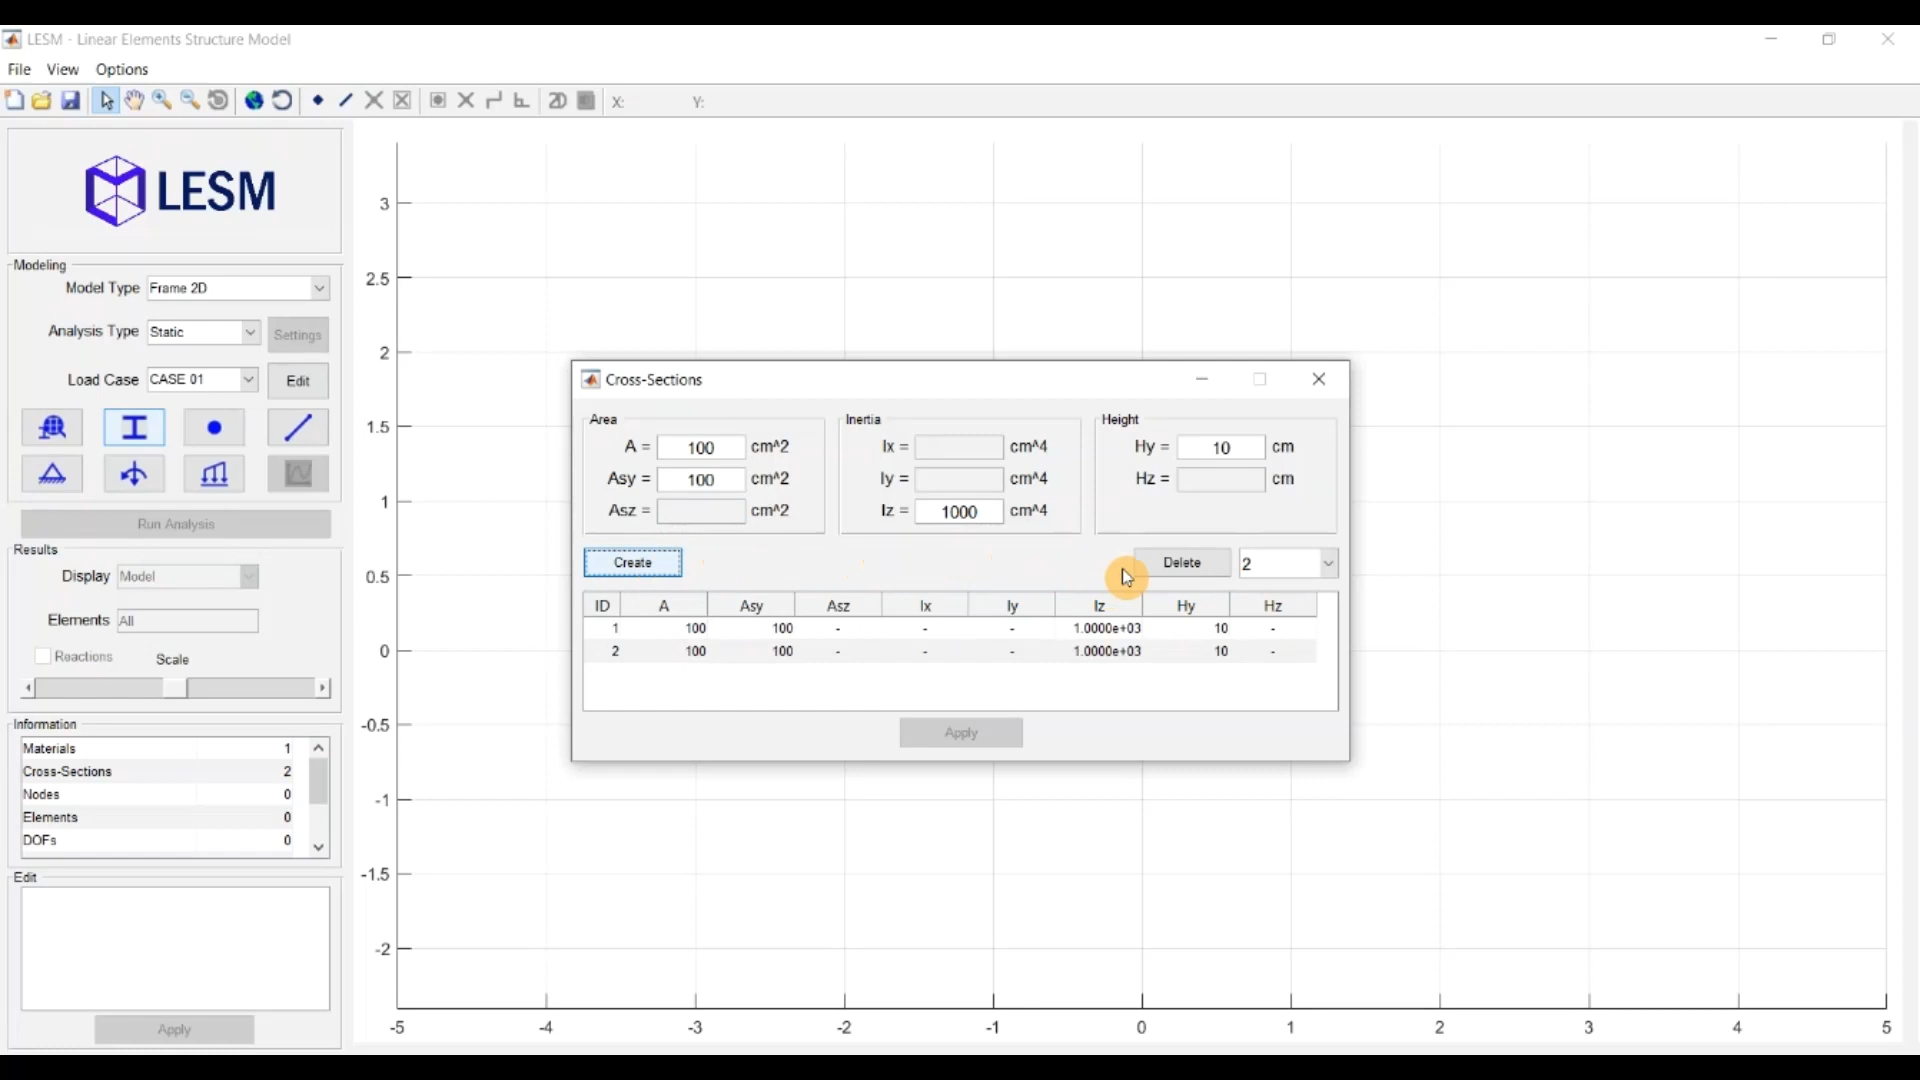 LESM - Linear Elements Structure Model
File View Options
2D X: Y:
LESM
Modeling
Model Type Frame 2D
Analysis Type Static Settings
Load Case CASE 01 Edit
Run Analysis
Results
Display Model
Elements All
Reactions Scale
Information
Materials 1
Cross-Sections 2
Nodes 0
Elements 0
DOFs 0
Edit
Apply
3
2.5
2
1.5
1
0.5
0
-0.5
-1
-1.5
-2
-5 -4 -3 -2 -1 0 1 2 3 4 5
Cross-Sections
Area Inertia Height
A = 100 cm^2 Ix = cm^4 Hy = 10 cm
Asy = 100 cm^2 Iy = cm^4 Hz = cm
Asz = cm^2 Iz = 1000 cm^4
Create Delete 2
ID A Asy Asz Ix Iy Iz Hy Hz
1 100 100 - - - 1.0000e+03 10 -
2 100 100 - - - 1.0000e+03 10 -
Apply